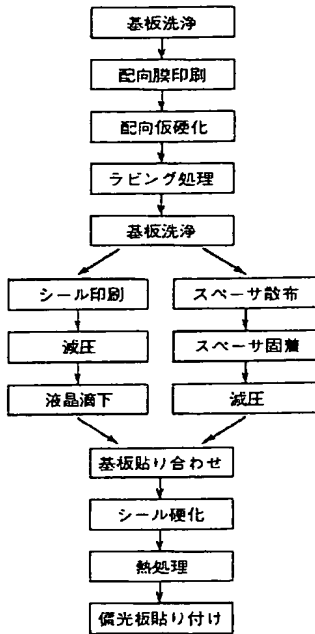 基板洗浄
配向膜印刷
配向仮硬化
ラビング処理
基板洗浄
シール印刷
スペーサ散布
減圧
スペーサ固着
液晶滴下
減圧
基板貼り合わせ
シール硬化
熱処理
偏光板貼り付け